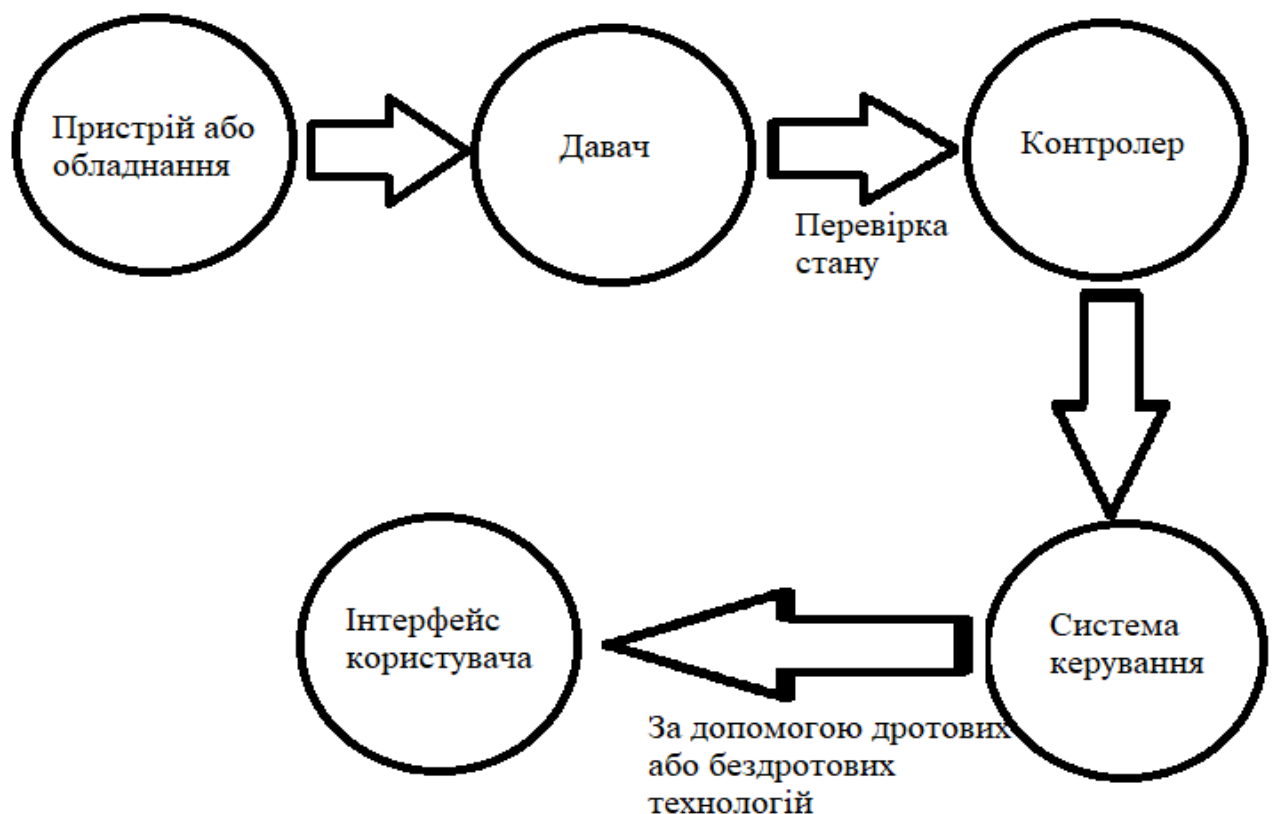 Пристрій або
обладнання
Давач
Контролер
Перевірка
стану
Інтерфейс
користувача
Система
керування
За допомогою дротових
або бездротових
технологій